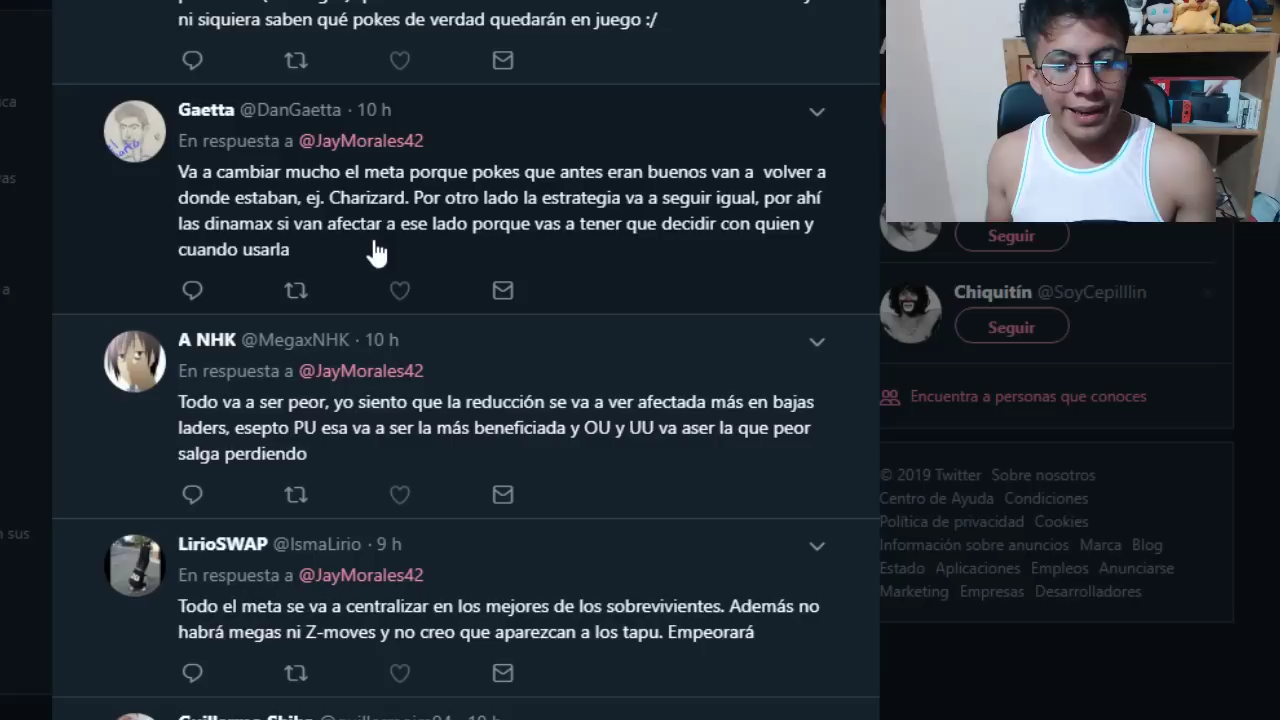 ni siquiera saben qué pokes de verdad quedarán en juego :/
Gaetta @DanGaetta · 10 h
En respuesta a @JayMorales42
Va a cambiar mucho el meta porque pokes que antes eran buenos van a volver a
donde estaban, ej. Charizard. Por otro lado la estrategia va a seguir igual, por ahí
las dinamax si van afectar a ese lado porque vas a tener que decidir con quien y
cuando usarla
A NHK @MegaxNHK · 10 h
En respuesta a @JayMorales42
Todo va a ser peor, yo siento que la reducción se va a ver afectada más en bajas
laders, esepto PU esa va a ser la más beneficiada y OU y UU va aser la que peor
salga perdiendo
LirioSWAP @IsmaLirio · 9 h
En respuesta a @JayMorales42
Todo el meta se va a centralizar en los mejores de los sobrevivientes. Además no
habrá megas ni Z-moves y no creo que aparezcan a los tapu. Empeorará
Seguir
Chiquitín @SoyCepilllin
Seguir
Encuentra a personas que conoces
© 2019 Twitter Sobre nosotros
Centro de Ayuda Condiciones
Política de privacidad Cookies
Información sobre anuncios Marca Blog
Estado Aplicaciones Empleos Anunciarse
Marketing Empresas Desarrolladores